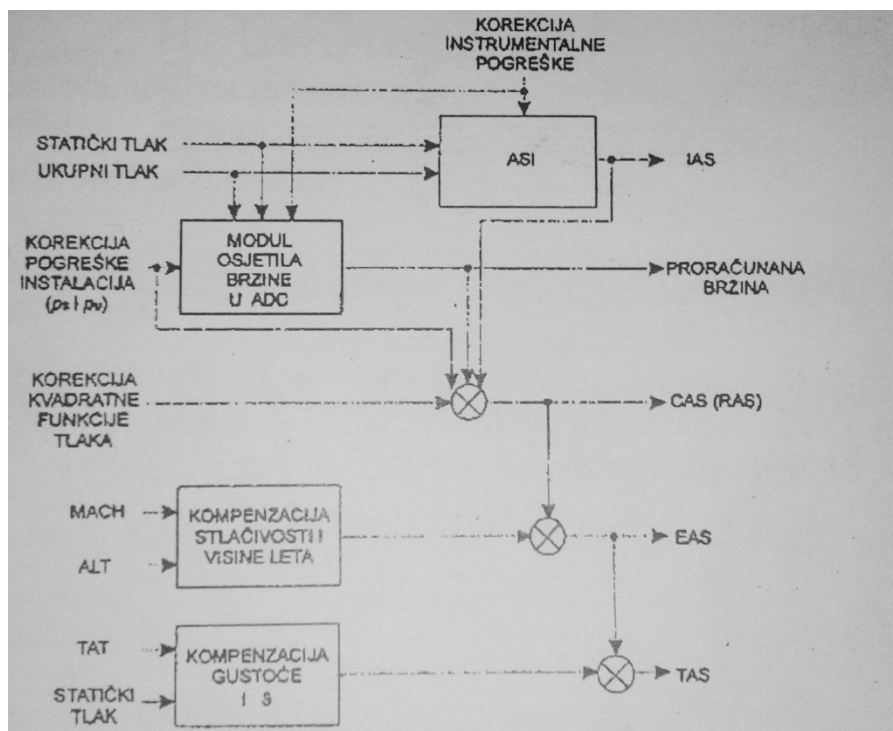 KOREKCIJA
INSTRUMENTALNE
POGREŠKE
STATIČKI TLAK
UKUPNI TLAK
ASI
IAS
KOREKCIJA
POGREŠKE
INSTALACIJA
MODUL
OSJETILA
BRZINE
U ADC
PRORAČUNANA
BRZINA
KOREKCIJA
KVADRATNE
FUNKCIJE
TLAKA
CAS (RAS)
MACH
ALT
KOMPENZACIJA
STLAČIVOSTI I
VISINE LETA
EAS
TAT
STATIČKI
TLAK
KOMPENZACIJA
GUSTOĆE
TAS